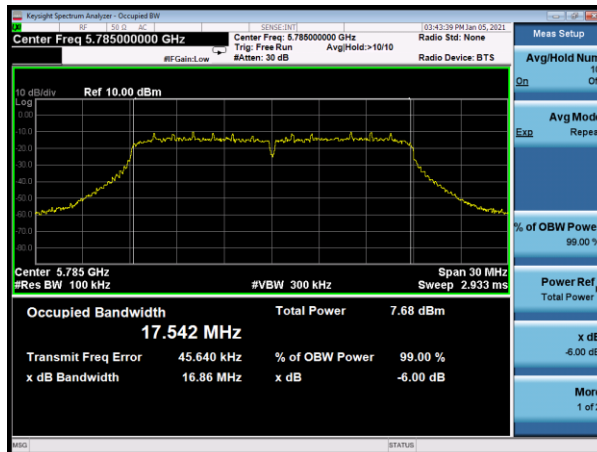 Keysight Spectrum Analyzer - Occupied BW
RF 50 Ω AC SENSE:INT 03:43:39 PM Jan 05, 2021
Center Freq 5.785000000 GHz
Center Freq: 5.785000000 GHz
Radio Std: None
Trig: Free Run Avg|Hold:>10/10
#IFGain:Low #Atten: 30 dB Radio Device: BTS
10 dB/div Ref 10.00 dBm
Log
0.00
-10.0
-20.0
-30.0
-40.0
-50.0
-60.0
-70.0
-80.0
Center 5.785 GHz Span 30 MHz
#Res BW 100 kHz #VBW 300 kHz Sweep 2.933 ms
Occupied Bandwidth Total Power 7.68 dBm
17.542 MHz
Transmit Freq Error 45.640 kHz % of OBW Power 99.00 %
x dB Bandwidth 16.86 MHz x dB -6.00 dB
MSG STATUS
Meas Setup
Avg/Hold Num
10
On Of
Avg Mode
Exp Repea
% of OBW Power
99.00 %
Power Ref
Total Power
x dB
-6.00 dB
More
1 of 2